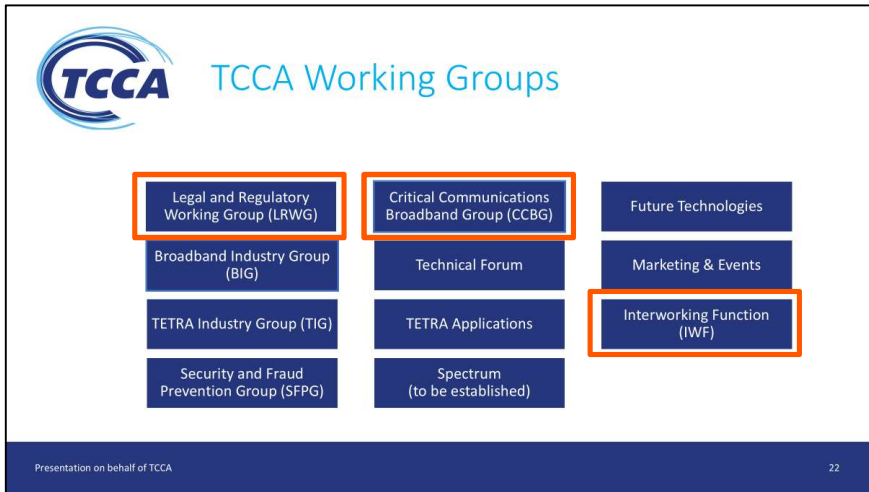 TCCA
TCCA Working Groups
Legal and Regulatory
Working Group (LRWG)
Critical Communications
Broadband Group (CCBG)
Future Technologies
Broadband Industry Group
(BIG)
Technical Forum
Marketing & Events
TETRA Industry Group (TIG)
TETRA Applications
Interworking Function
(IWF)
Security and Fraud
Prevention Group (SFPG)
Spectrum
(to be established)
Presentation on behalf of TCCA
22